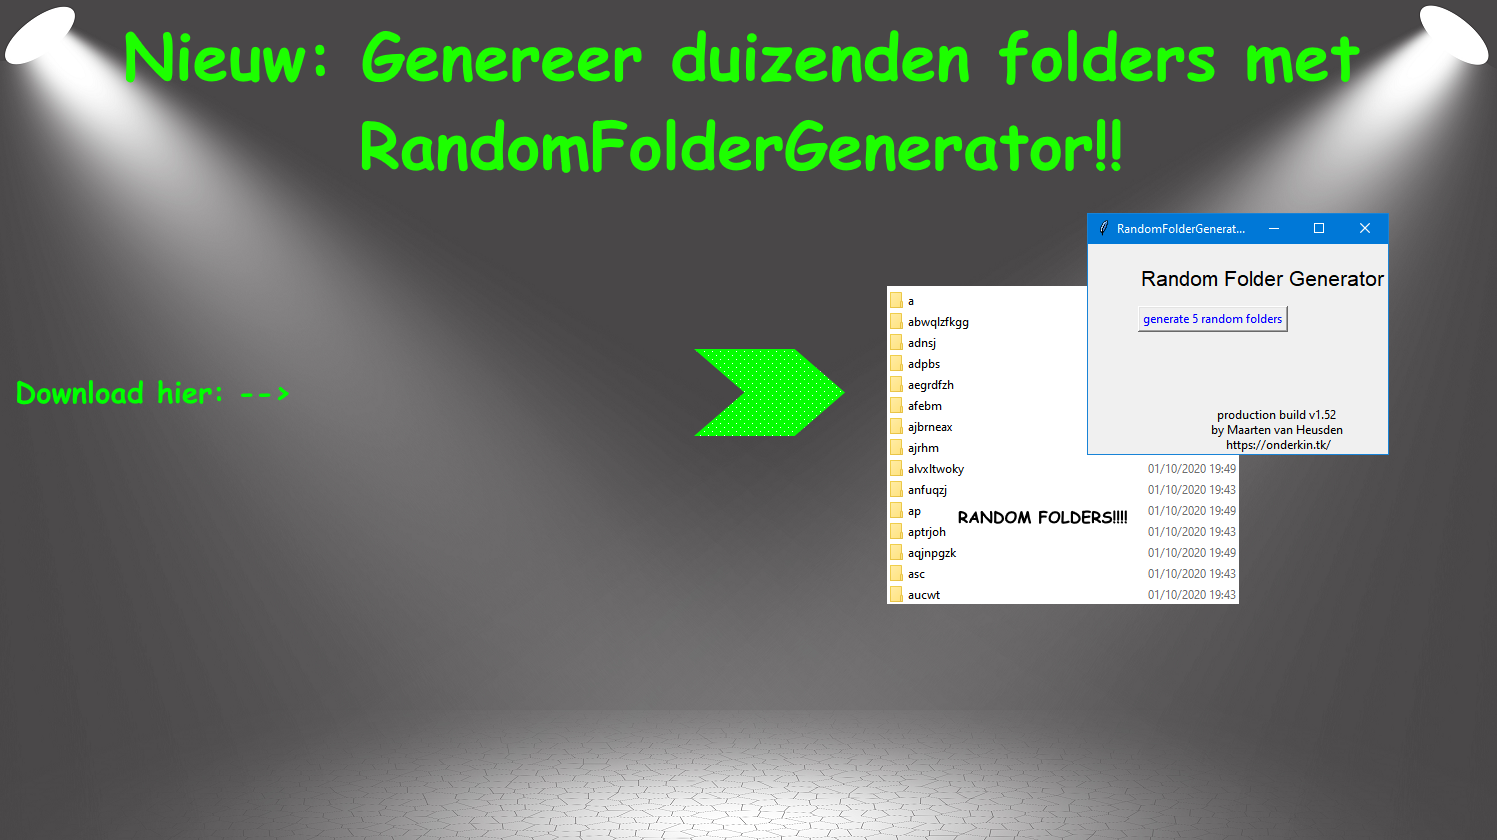 Nieuw: Genereer duizenden folders met
RandomFolderGenerator!!
RandomFolderGenerat...
Random Folder Generator
generate 5 random folders
production build v1.52
by Maarten van Heusden
https://onderkin.tk/
Download hier: -->
a
abwqlzfkgg
adnsj
adpbs
aegrdfzh
afebm
ajbrneax
ajrhm
alvxltwoky 01/10/2020 19:49
anfuqzj 01/10/2020 19:43
ap 01/10/2020 19:49
RANDOM FOLDERS!!!!
aptrjoh 01/10/2020 19:43
aqjnpgzk 01/10/2020 19:49
asc 01/10/2020 19:43
aucwt 01/10/2020 19:43